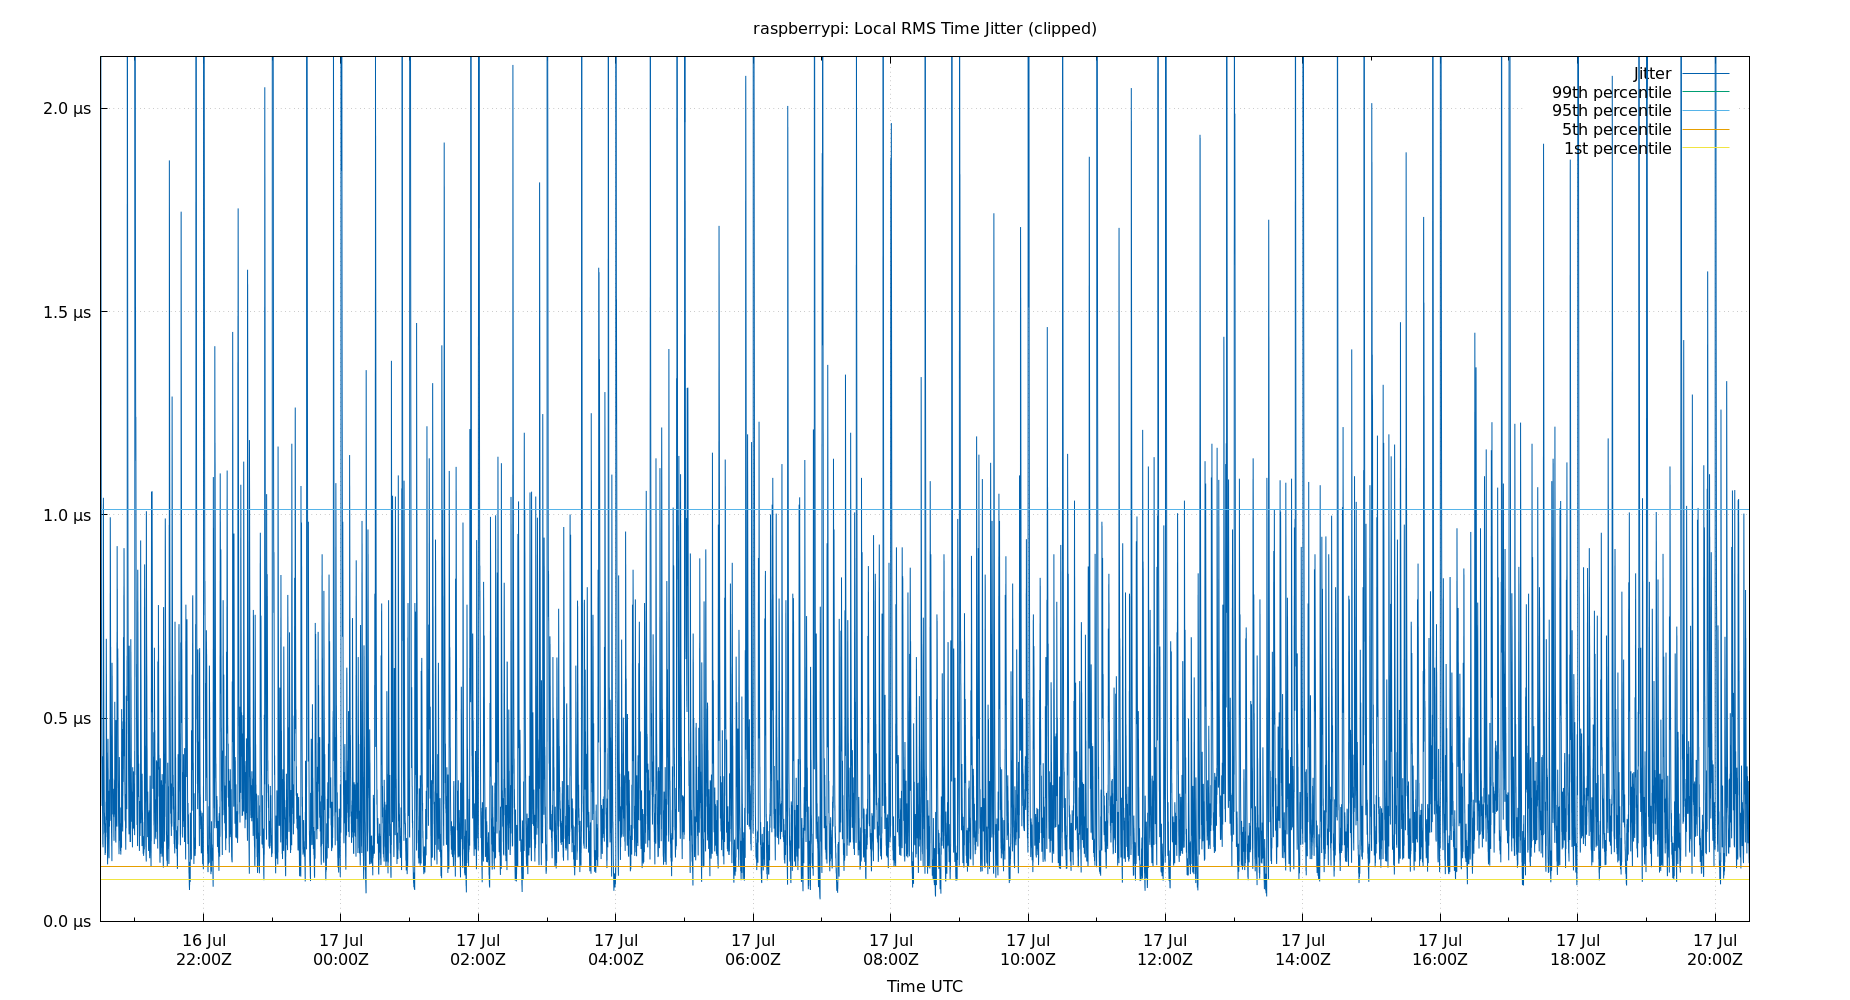 raspberrypi: Local RMS Time Jitter (clipped)
Jitter
99th percentile
95th percentile
5th percentile
1st percentile
2.0 µs
1.5 µs
1.0 µs
0.5 µs
0.0 µs
16 Jul 17 Jul 17 Jul 17 Jul 17 Jul 17 Jul 17 Jul 17 Jul 17 Jul 17 Jul 17 Jul 17 Jul
22:00Z 00:00Z 02:00Z 04:00Z 06:00Z 08:00Z 10:00Z 12:00Z 14:00Z 16:00Z 18:00Z 20:00Z
Time UTC